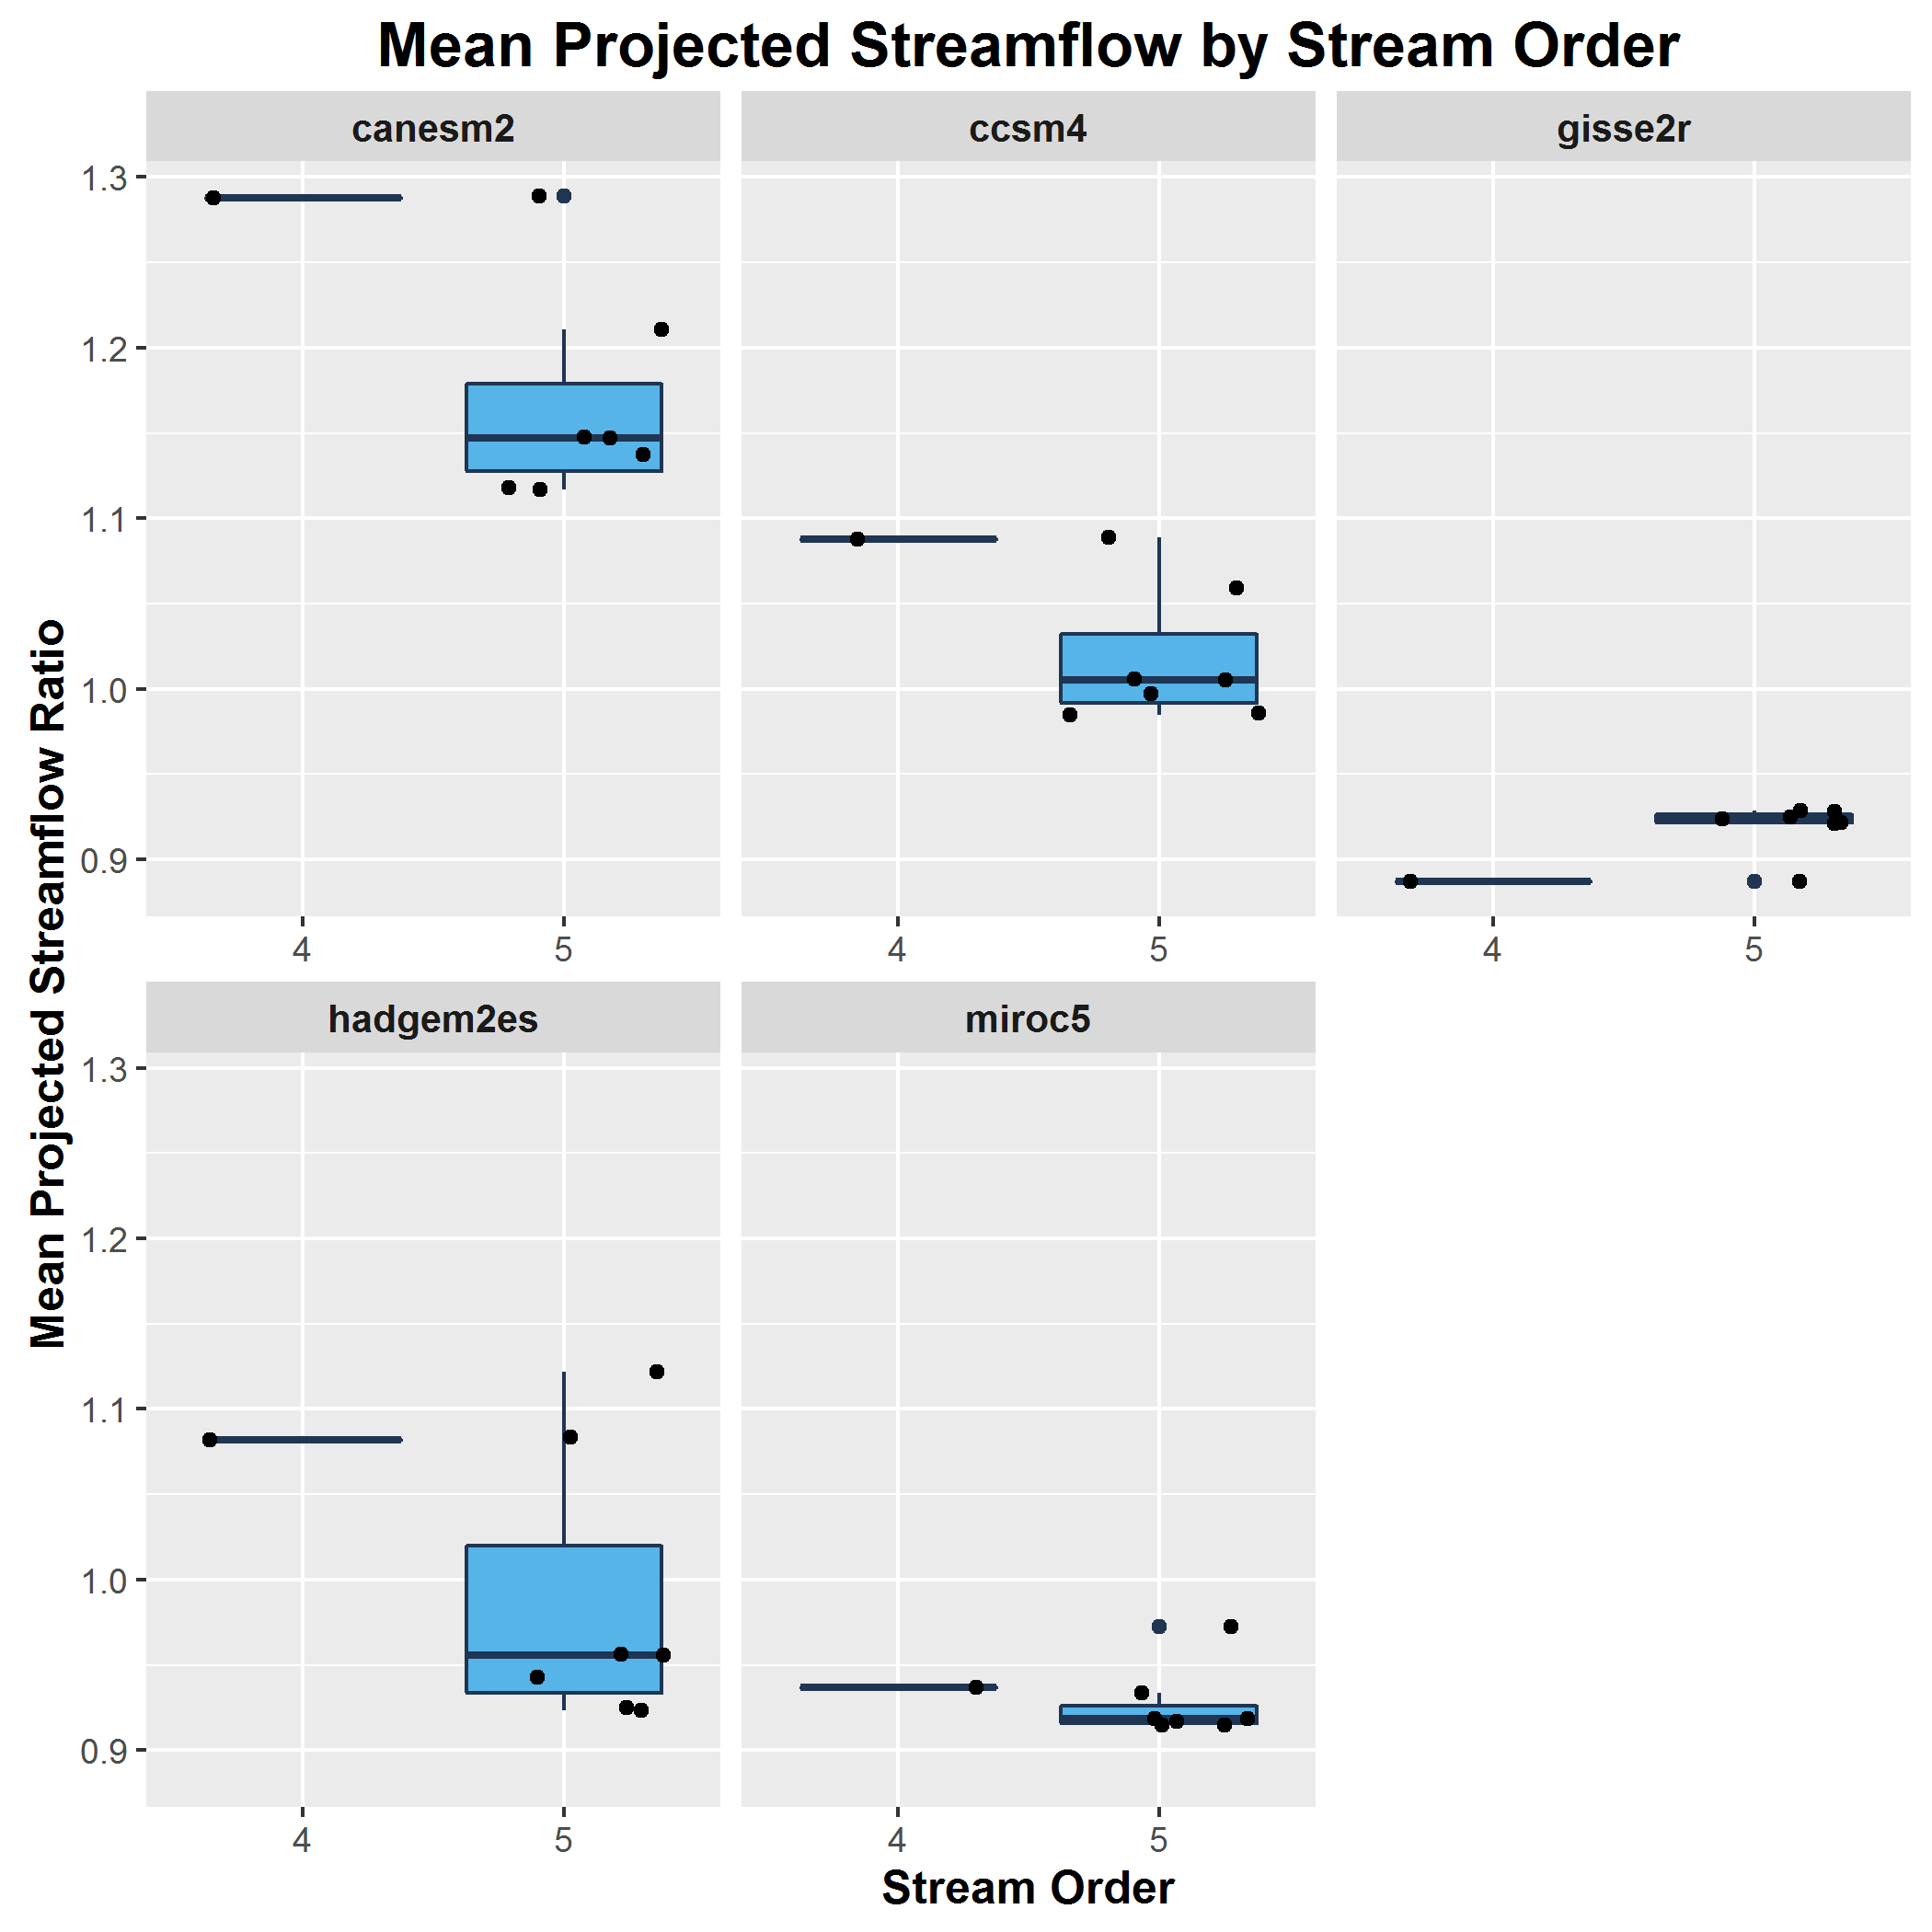 Mean Projected Streamflow by Stream Order
canesm2 ccsm4 gisse2r
1.3
1.2
1.1
1.0
0.9
4 5 4 5 4 5
hadgem2es miroc5
1.3
1.2
1.1
1.0
0.9
4 5 4 5
Stream Order
Mean Projected Streamflow Ratio